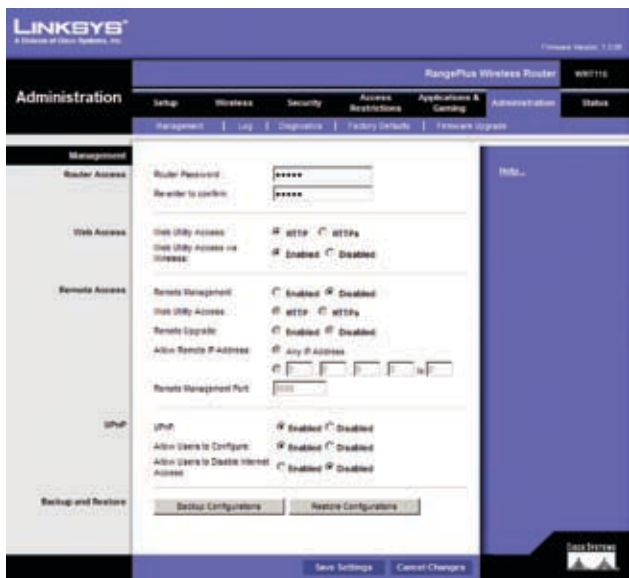 LINKSYS
A Division of Cisco Systems, Inc.
RangePlus Wireless Router
WRT110
Administration
Setup Wireless Security Access Restrictions Applications & Gaming Administration Status
Management | Log | Diagnostics | Factory Defaults | Firmware Upgrade
Management
Router Access
Router Password:
Re-enter to confirm:
Help...
Web Access
Web Utility Access: HTTP HTTPs
Web Utility Access via Wireless: Enabled Disabled
Remote Access
Remote Management: Enabled Disabled
Web Utility Access: HTTP HTTPs
Remote Upgrade: Enabled Disabled
Allow Remote IP Address: Any IP Address
to
Remote Management Port:
UPnP
UPnP: Enabled Disabled
Allow Users to Configure: Enabled Disabled
Allow Users to Disable Internet Access: Enabled Disabled
Backup and Restore
Backup Configurations Restore Configurations
Save Settings Cancel Changes
CISCO SYSTEMS